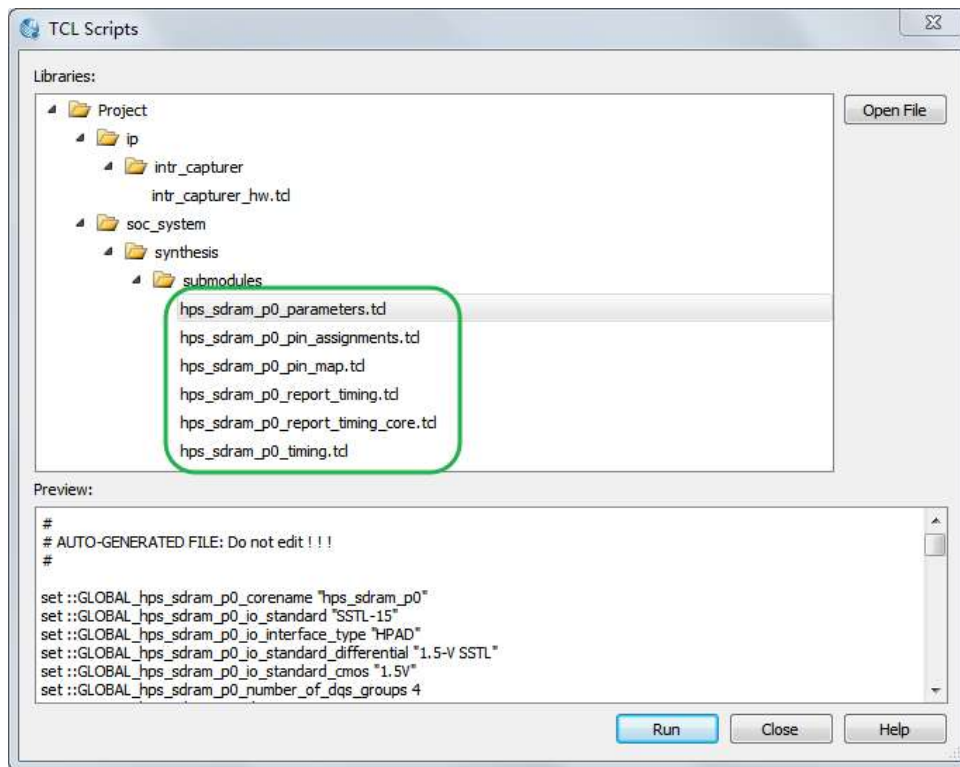 TCL Scripts
Libraries:
Project
Open File
ip
intr_capturer
intr_capturer_hw.tcl
soc_system
synthesis
submodules
hps_sdram_p0_parameters.tcl
hps_sdram_p0_pin_assignments.tcl
hps_sdram_p0_pin_map.tcl
hps_sdram_p0_report_timing.tcl
hps_sdram_p0_report_timing_core.tcl
hps_sdram_p0_timing.tcl
Preview:
#
# AUTO-GENERATED FILE: Do not edit ! ! !
#
set ::GLOBAL_hps_sdram_p0_corename "hps_sdram_p0"
set ::GLOBAL_hps_sdram_p0_io_standard "SSTL-15"
set ::GLOBAL_hps_sdram_p0_io_interface_type "HPAD"
set ::GLOBAL_hps_sdram_p0_io_standard_differential "1.5-V SSTL"
set ::GLOBAL_hps_sdram_p0_io_standard_cmos "1.5V"
set ::GLOBAL_hps_sdram_p0_number_of_dqs_groups 4
Run Close Help